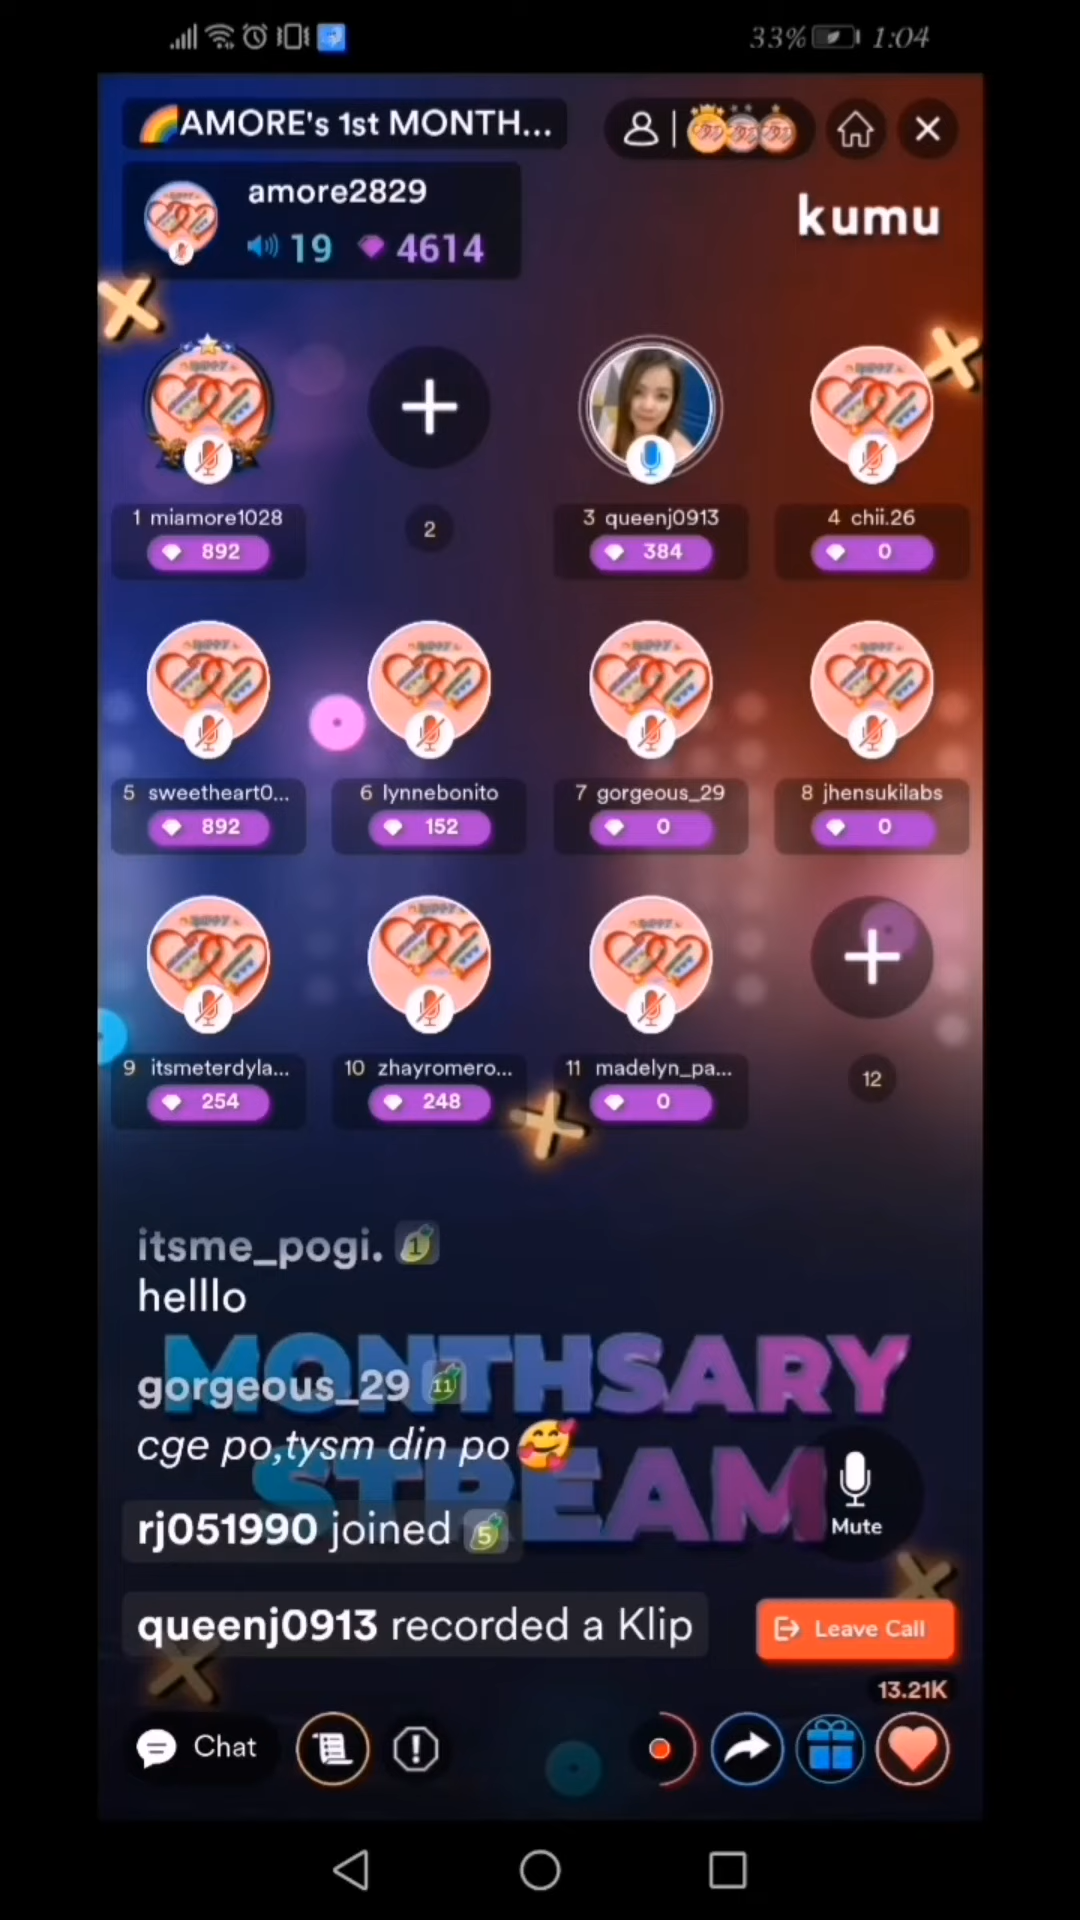 33% 1:04
🌈AMORE's 1st MONTH...
amore2829
19 4614
kumu
1 miamore1028
892
2
3 queenj0913
384
4 chii.26
0
5 sweetheart0...
892
6 lynnebonito
152
7 gorgeous_29
0
8 jhensukilabs
0
9 itsmeterdyla...
254
10 zhayromero...
248
11 madelyn_pa...
0
12
itsme_pogi. 1
helllo
MONTHSARY
gorgeous_29 11
cge po,tysm din po🥰
STREAM
Mute
rj051990 joined 5
queenj0913 recorded a Klip
Leave Call
13.21K
Chat